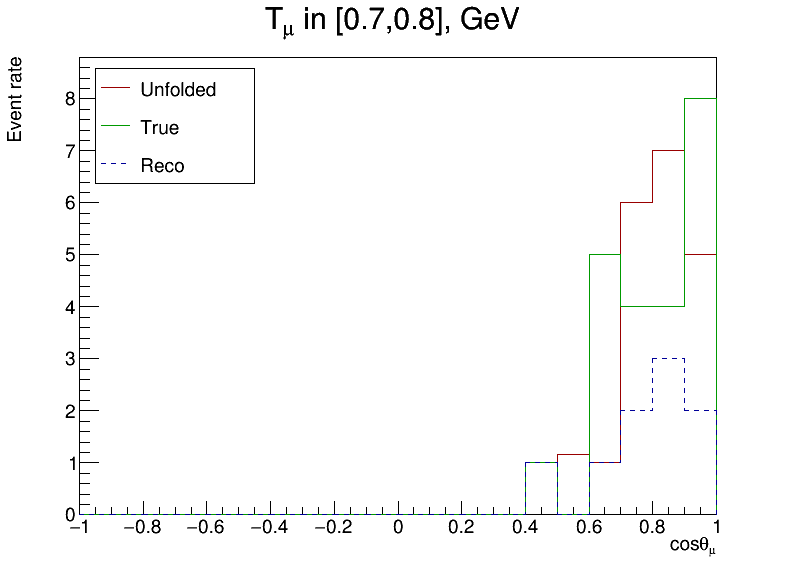 Tμ in [0.7,0.8], GeV
Event rate
Unfolded
True
Reco
8
7
6
5
4
3
2
1
0
−1 −0.8 −0.6 −0.4 −0.2 0 0.2 0.4 0.6 0.8 1
cosθμ